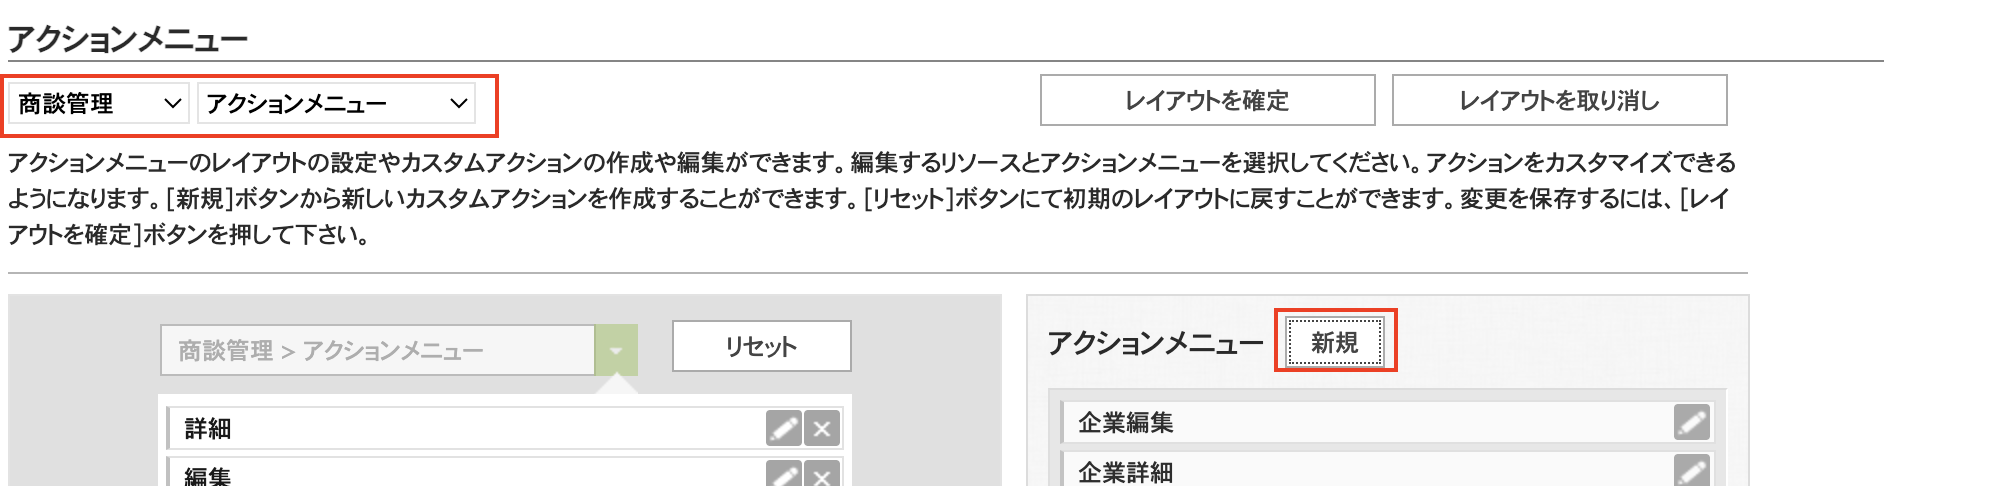 アクションメニュー
商談管理 アクションメニュー レイアウトを確定 レイアウトを取り消し
アクションメニューのレイアウトの設定やカスタムアクションの作成や編集ができます。編集するリソースとアクションメニューを選択してください。アクションをカスタマイズできる
ようになります。[新規]ボタンから新しいカスタムアクションを作成することができます。[リセット]ボタンにて初期のレイアウトに戻すことができます。変更を保存するには、[レイ
アウトを確定]ボタンを押して下さい。
商談管理 > アクションメニュー リセット
詳細
編集
アクションメニュー 新規
企業編集
企業詳細